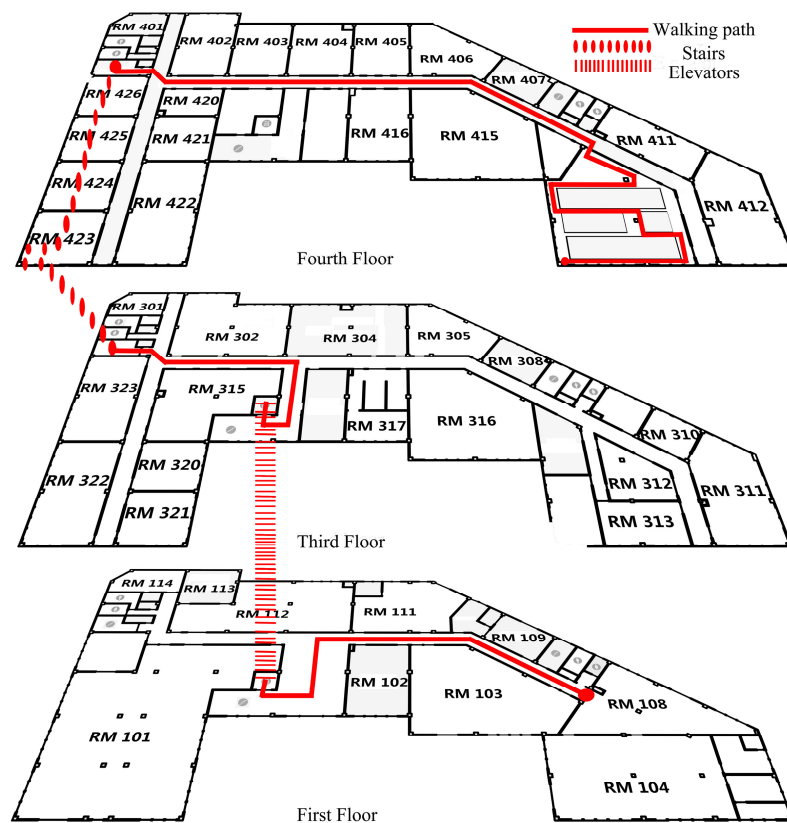 RM 401
RM 402
RM 403
RM 404
RM 405
RM 406
RM 407
Walking path
Stairs
Elevators
RM 426
RM 420
RM 425
RM 421
RM 416
RM 415
RM 411
RM 424
RM 422
RM 412
RM 423
Fourth Floor
RM 301
RM 302
RM 304
RM 305
RM 308
RM 323
RM 315
RM 317
RM 316
RM 310
RM 322
RM 320
RM 312
RM 311
RM 321
RM 313
Third Floor
RM 114
RM 113
RM 112
RM 111
RM 109
RM 102
RM 103
RM 108
RM 101
RM 104
First Floor